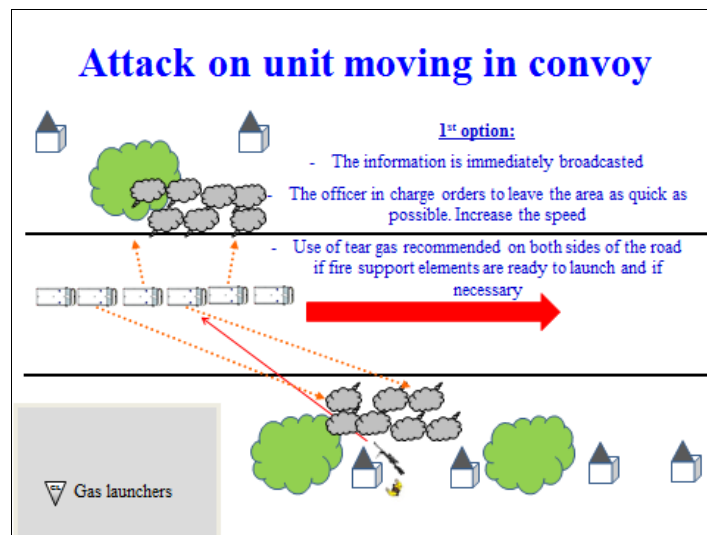 Attack on unit moving in convoy
1st option:
- The information is immediately broadcasted
- The officer in charge orders to leave the area as quick as
possible. Increase the speed
- Use of tear gas recommended on both sides of the road
if fire support elements are ready to launch and if
necessary
Gas launchers